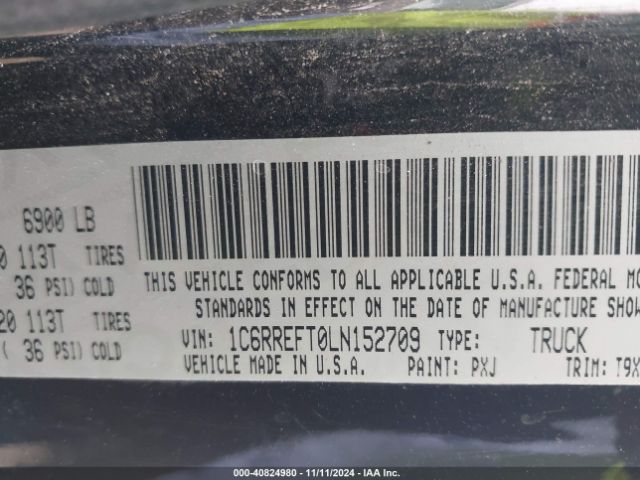 6900 LB
0 113T TIRES
36 PSI) COLD
20 113T TIRES
( 36 PSI) COLD
THIS VEHICLE CONFORMS TO ALL APPLICABLE U.S.A. FEDERAL MO
STANDARDS IN EFFECT ON THE DATE OF MANUFACTURE SHOW
VIN: 1C6RREFT0LN152709 TYPE: TRUCK
VEHICLE MADE IN U.S.A. PAINT: PXJ TRIM: T9X
000-40824980 - 11/11/2024 - IAA Inc.